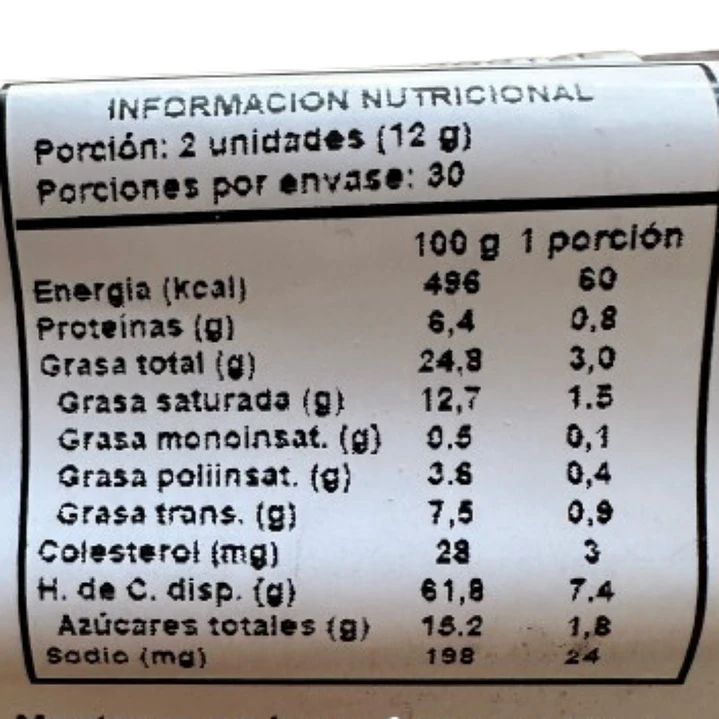 INFORMACION NUTRICIONAL
Porción: 2 unidades (12 g)
Porciones por envase: 30
100 g 1 porción
Energia (kcal) 496 60
Proteínas (g) 6,4 0,8
Grasa total (g) 24,8 3,0
Grasa saturada (g) 12,7 1.5
Grasa monoinsat. (g) 0.5 0,1
Grasa poliinsat. (g) 3.6 0,4
Grasa trans. (g) 7,5 0,9
Colesterol (mg) 28 3
H. de C. disp. (g) 61,8 7.4
Azúcares totales (g) 15.2 1,8
Sodio (mg) 198 24